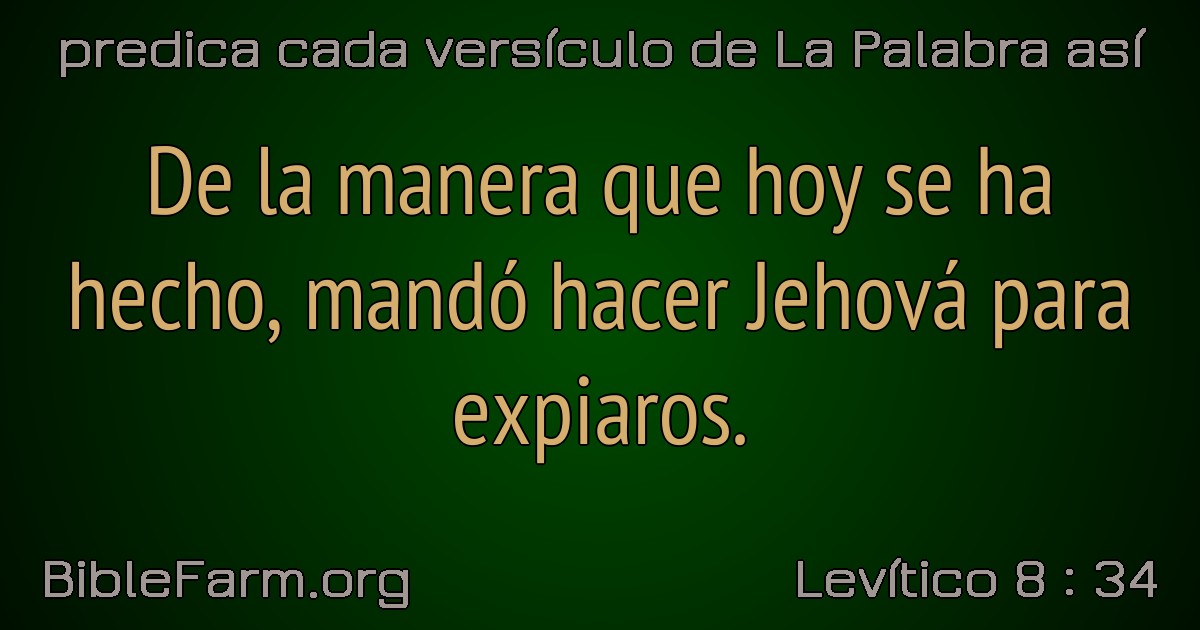 predica cada versículo de La Palabra así
De la manera que hoy se ha
hecho, mandó hacer Jehová para
expiaros.
BibleFarm.org
Levítico 8 : 34